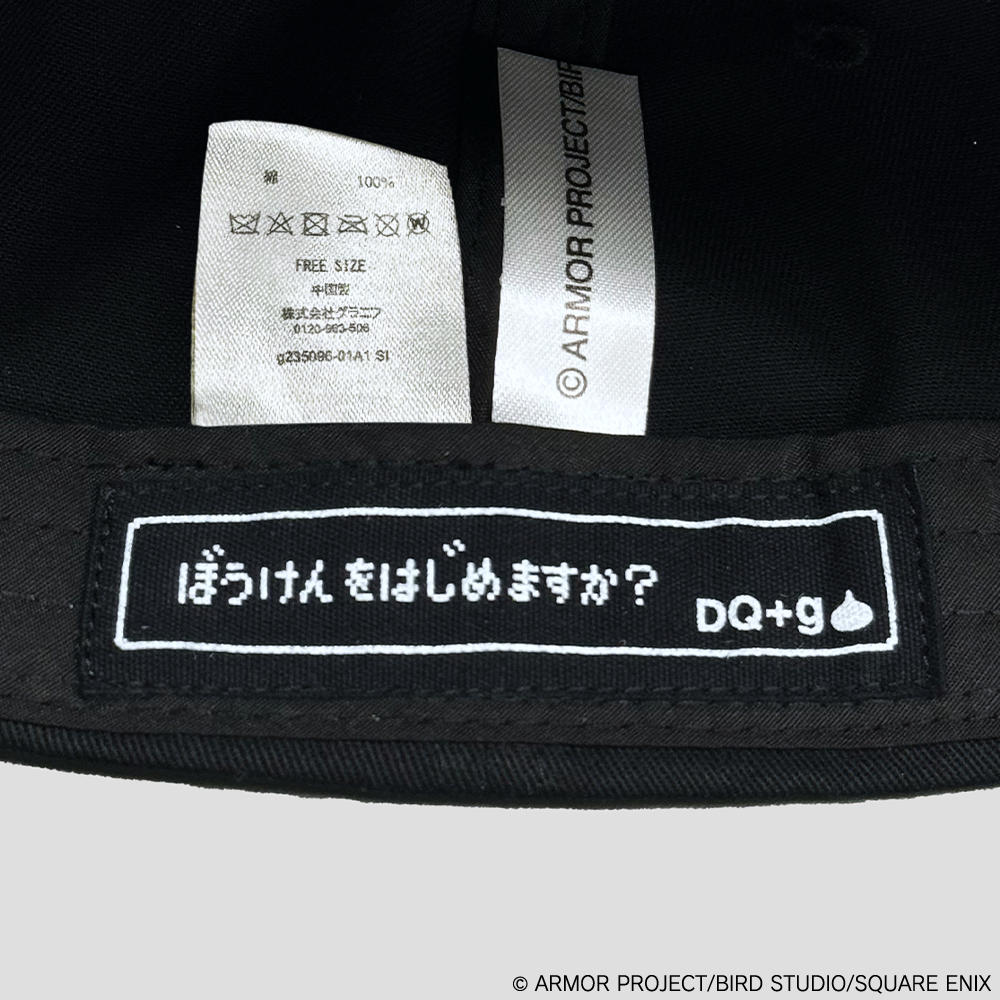 綿 100%
FREE SIZE
中国製
株式会社グラニフ
0120-963-506
g235096-01A1 SI
© ARMOR PROJECT/BIR
ぼうけんをはじめますか?
DQ+g
© ARMOR PROJECT/BIRD STUDIO/SQUARE ENIX